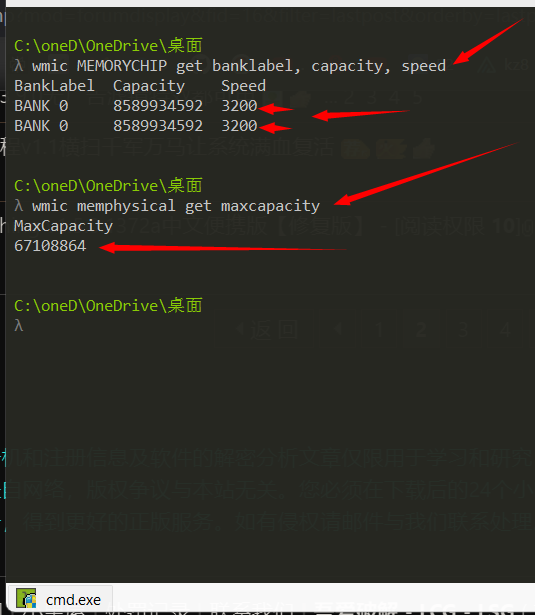 C:\oneD\OneDrive\桌面
λ wmic MEMORYCHIP get banklabel, capacity, speed
BankLabel  Capacity    Speed
BANK 0     8589934592  3200
BANK 0     8589934592  3200
C:\oneD\OneDrive\桌面
λ wmic memphysical get maxcapacity
MaxCapacity
67108864
C:\oneD\OneDrive\桌面
λ
cmd.exe